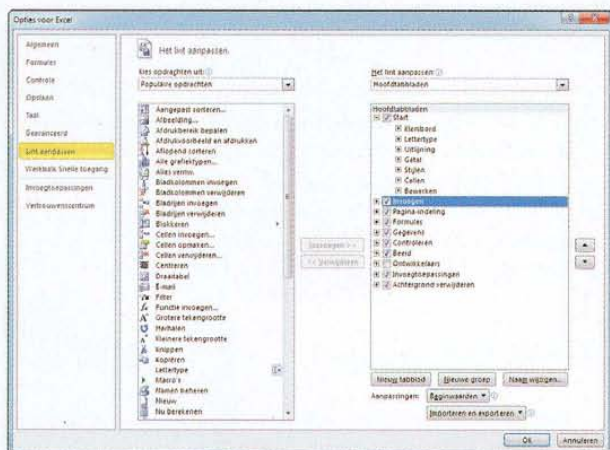 Opties voor Excel
Algemeen
Formules
Controle
Opslaan
Taal
Geavanceerd
Lint aanpassen
Werkbalk Snelle toegang
Invoegtoepassingen
Vertrouwenscentrum
Het lint aanpassen.
Kies opdrachten uit:
Populaire opdrachten
Aangepast sorteren...
Afbeelding...
Afdrukbereik bepalen
Afdrukvoorbeeld en afdrukken
Aflopend sorteren
Alle grafiektypen...
Alles vernw.
Bladkolommen invoegen
Bladkolommen verwijderen
Bladrijen invoegen
Bladrijen verwijderen
Blokkeren
Cellen invoegen...
Cellen opmaken...
Cellen verwijderen...
Centreren
Draaitabel
E-mail
Filter
Functie invoegen...
Grotere tekengrootte
Herhalen
Kleinere tekengrootte
Knippen
Kopiëren
Lettertype
Macro's
Namen beheren
Nieuw
Nu berekenen
Toevoegen >>
<< Verwijderen
Het lint aanpassen:
Hoofdtabbladen
Hoofdtabbladen
Start
Klembord
Lettertype
Uitlijning
Getal
Stijlen
Cellen
Bewerken
Invoegen
Pagina-indeling
Formules
Gegevens
Controleren
Beeld
Ontwikkelaars
Invoegtoepassingen
Achtergrond verwijderen
Nieuw tabblad
Nieuwe groep
Naam wijzigen...
Aanpassingen:
Beginwaarden
Importeren en exporteren
OK
Annuleren